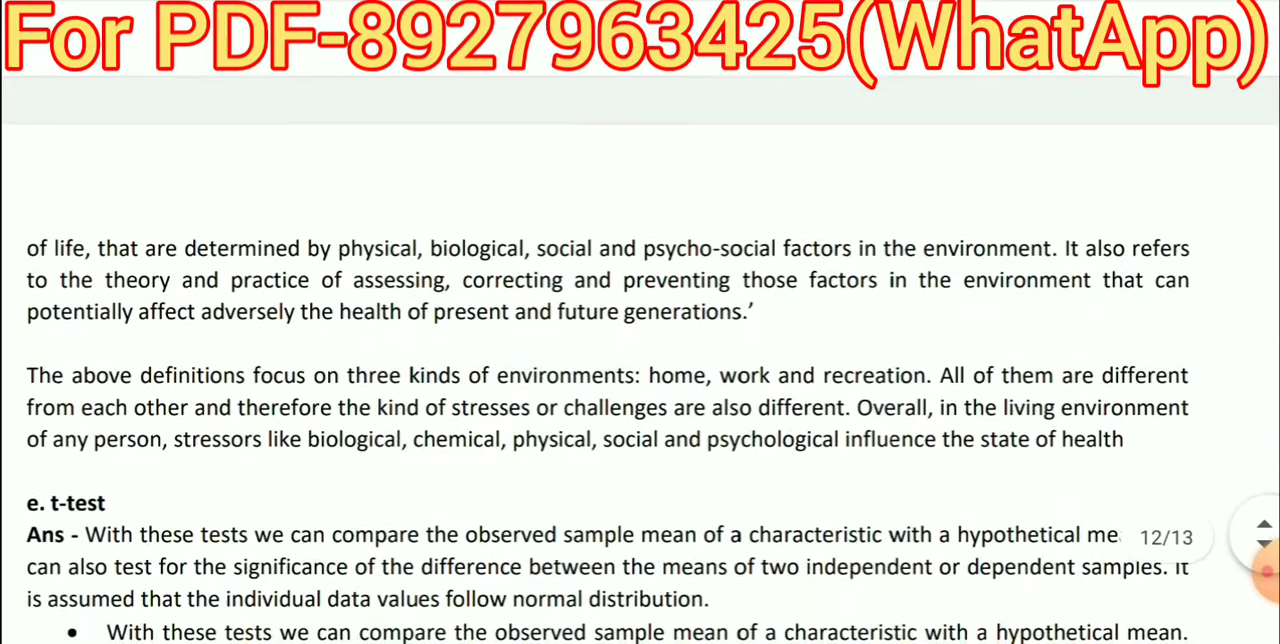 For PDF-8927963425(WhatApp)
of life, that are determined by physical, biological, social and psycho-social factors in the environment. It also refers
to the theory and practice of assessing, correcting and preventing those factors in the environment that can
potentially affect adversely the health of present and future generations.’
The above definitions focus on three kinds of environments: home, work and recreation. All of them are different
from each other and therefore the kind of stresses or challenges are also different. Overall, in the living environment
of any person, stressors like biological, chemical, physical, social and psychological influence the state of health
e. t-test
Ans - With these tests we can compare the observed sample mean of a characteristic with a hypothetical me
12/13
can also test for the significance of the difference between the means of two independent or dependent samples. It
is assumed that the individual data values follow normal distribution.
• With these tests we can compare the observed sample mean of a characteristic with a hypothetical mean.